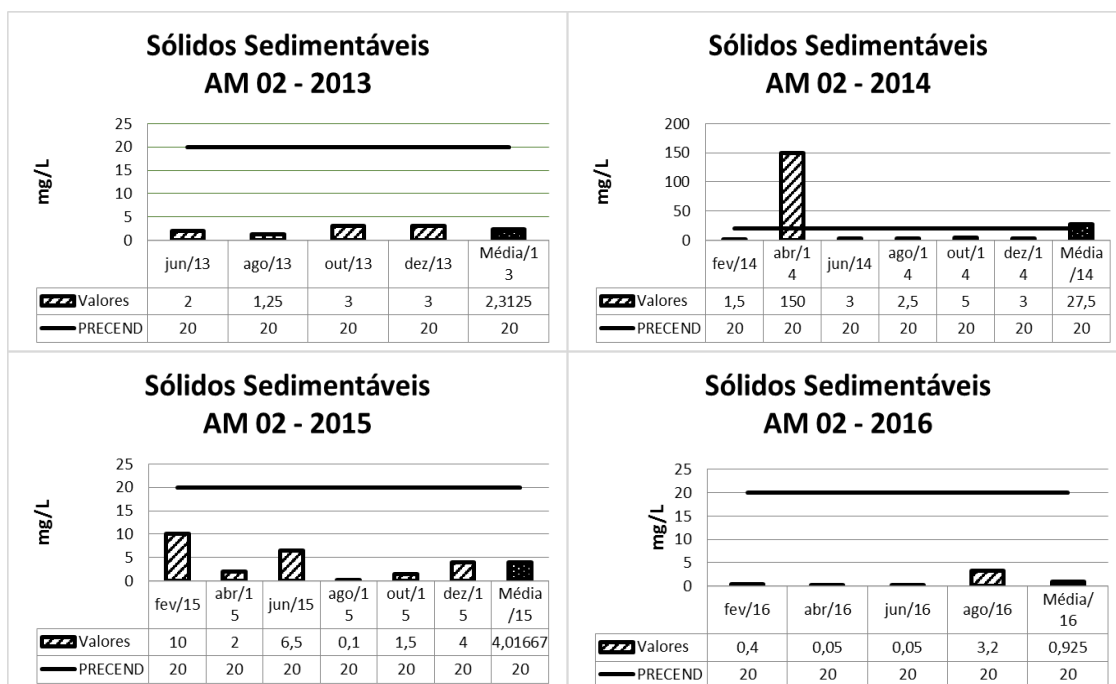 Sólidos Sedimentáveis
AM 02 - 2013
mg/L
25
20
15
10
5
0
jun/13 ago/13 out/13 dez/13 Média/1
3
Valores 2 1,25 3 3 2,3125
PRECEND 20 20 20 20 20
Sólidos Sedimentáveis
AM 02 - 2014
mg/L
200
150
100
50
0
fev/14 abr/1 jun/14 ago/1 out/1 dez/1 Média
4 4 4 4 /14
Valores 1,5 150 3 2,5 5 3 27,5
PRECEND 20 20 20 20 20 20 20
Sólidos Sedimentáveis
AM 02 - 2015
mg/L
25
20
15
10
5
0
fev/15 abr/1 jun/15 ago/1 out/1 dez/1 Média
5 5 5 5 /15
Valores 10 2 6,5 0,1 1,5 4 4,01667
PRECEND 20 20 20 20 20 20 20
Sólidos Sedimentáveis
AM 02 - 2016
mg/L
25
20
15
10
5
0
fev/16 abr/16 jun/16 ago/16 Média/
16
Valores 0,4 0,05 0,05 3,2 0,925
PRECEND 20 20 20 20 20